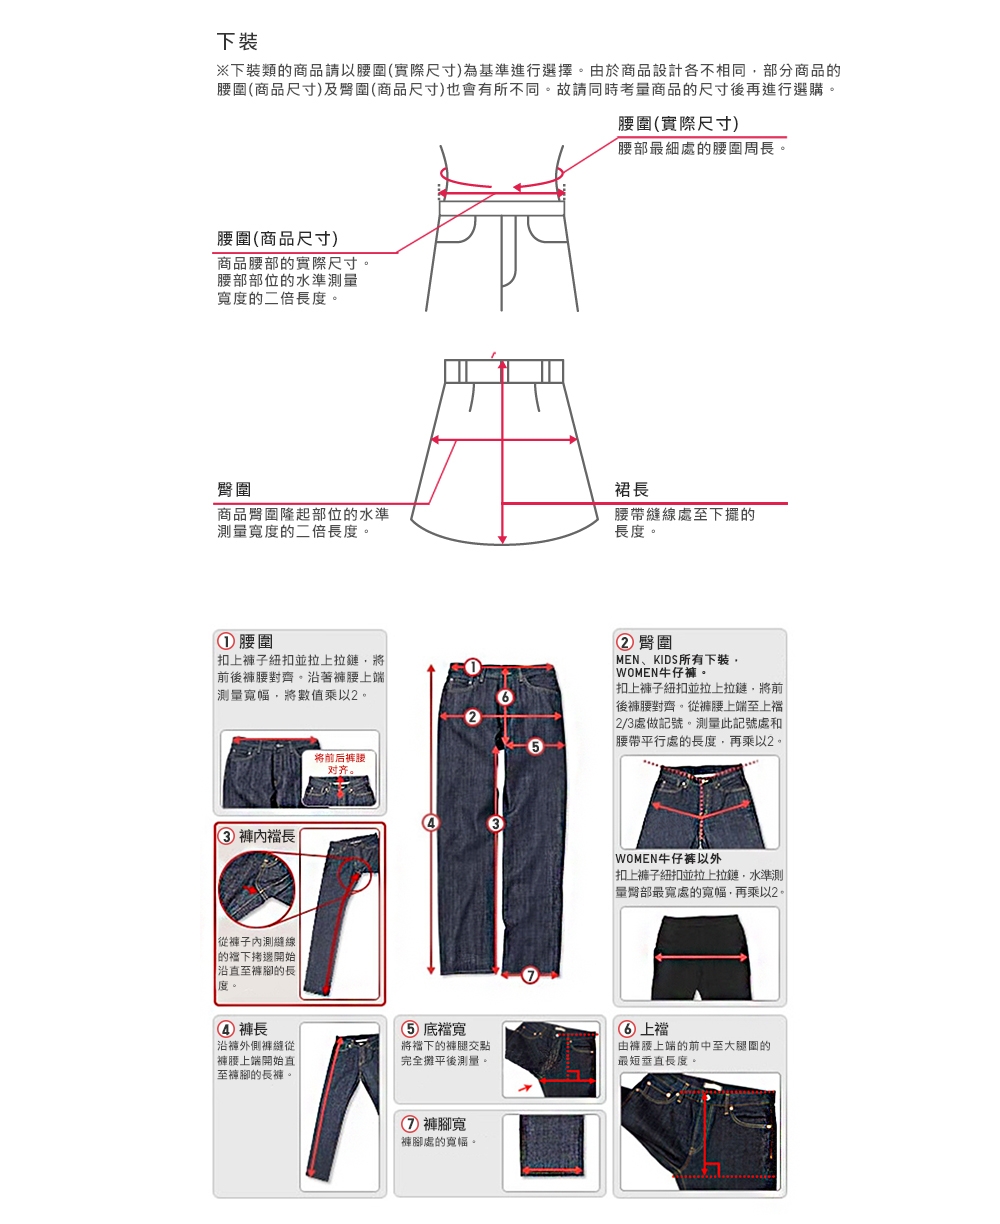 下裝
※下裝類的商品請以腰圍(實際尺寸)為基準進行選擇。由於商品設計各不相同，部分商品的
腰圍(商品尺寸)及臀圍(商品尺寸)也會有所不同。故請同時考量商品的尺寸後再進行選購。
腰圍(實際尺寸)
腰部最細處的腰圍周長。
腰圍(商品尺寸)
商品腰部的實際尺寸。
腰部部位的水準測量
寬度的二倍長度。
臀圍
商品臀圍隆起部位的水準
測量寬度的二倍長度。
裙長
腰帶縫線處至下擺的
長度。
① 腰圍
扣上褲子紐扣並拉上拉鏈，將
前後褲腰對齊。沿著褲腰上端
測量寬幅，將數值乘以2。
将前后裤腰
对齐。
② 臀圍
MEN、KIDS所有下裝，
WOMEN牛仔褲。
扣上褲子紐扣並拉上拉鏈，將前
後褲腰對齊。從褲腰上端至上襠
2/3處做記號。測量此記號處和
腰帶平行處的長度，再乘以2。
WOMEN牛仔褲以外
扣上褲子紐扣並拉上拉鏈，水準測
量臀部最寬處的寬幅，再乘以2。
1
6
2
5
4
3
7
③ 褲內襠長
從褲子內測縫線
的襠下拷邊開始
沿直至褲腳的長
度。
④ 褲長
沿褲外側褲縫從
褲腰上端開始直
至褲腳的長褲。
⑤ 底襠寬
將襠下的褲腿交點
完全攤平後測量。
⑥ 上襠
由褲腰上端的前中至大腿圍的
最短垂直長度。
⑦ 褲腳寬
褲腳處的寬幅。